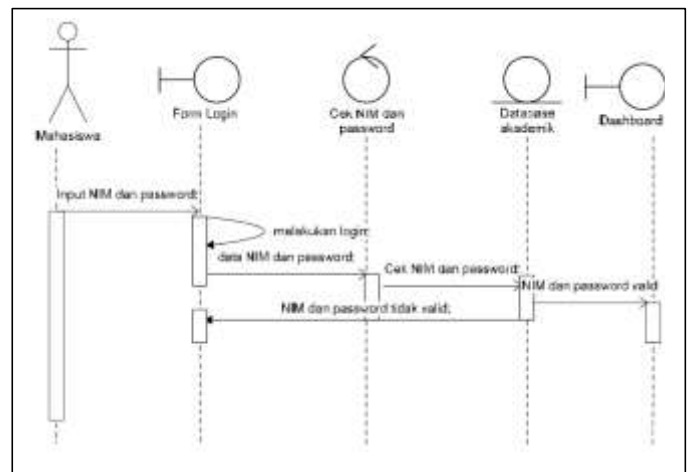 Mahasiswa
Form Login
Cek NIM dan
password
Database
akademik
Dashboard
Input NIM dan password;
melakukan login;
data NIM dan password;
Cek NIM dan password;
NIM dan password valid
NIM dan password tidak valid;